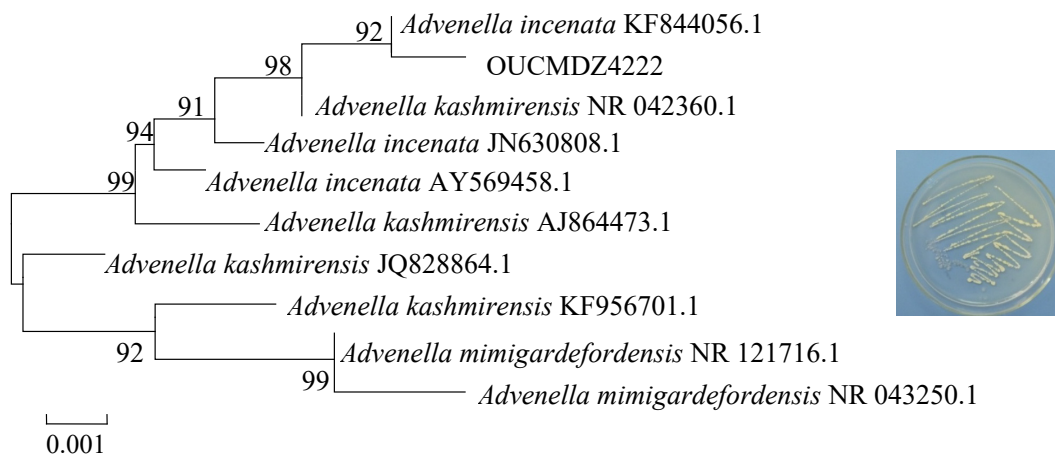 92
Advenella incenata KF844056.1
OUCMDZ4222
98
Advenella kashmirensis NR 042360.1
91
Advenella incenata JN630808.1
94
Advenella incenata AY569458.1
99
Advenella kashmirensis AJ864473.1
Advenella kashmirensis JQ828864.1
Advenella kashmirensis KF956701.1
92
Advenella mimigardefordensis NR 121716.1
99
Advenella mimigardefordensis NR 043250.1
0.001